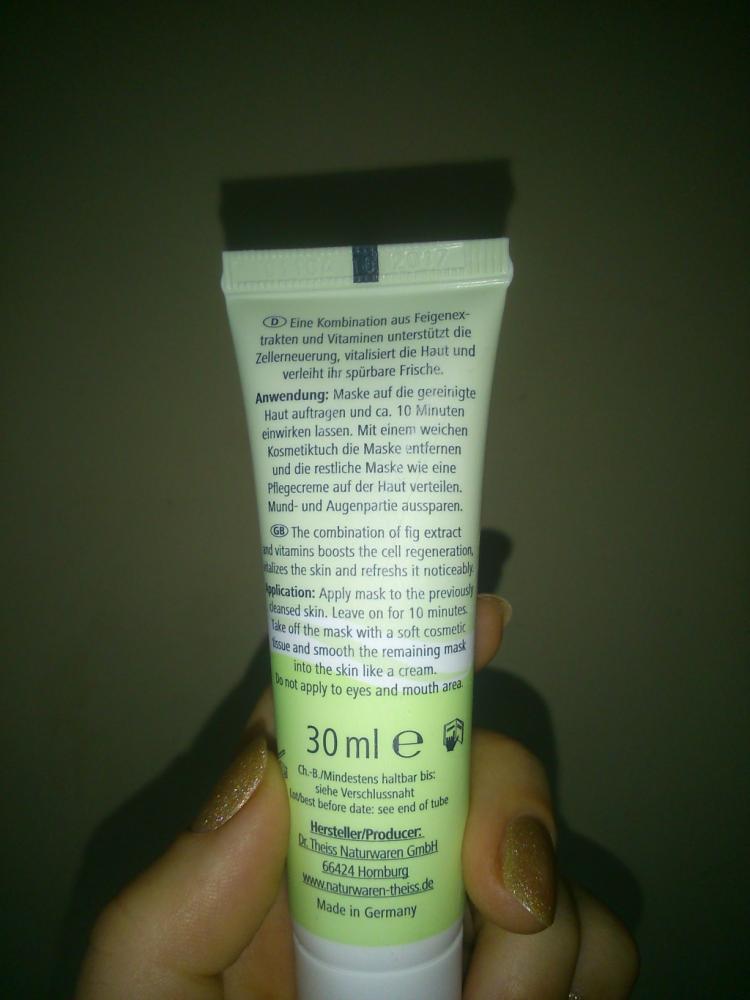 2017
D Eine Kombination aus Feigenex-
trakten und Vitaminen unterstützt die
Zellerneuerung, vitalisiert die Haut und
verleiht ihr spürbare Frische.
Anwendung: Maske auf die gereinigte
Haut auftragen und ca. 10 Minuten
einwirken lassen. Mit einem weichen
Kosmetiktuch die Maske entfernen
und die restliche Maske wie eine
Pflegecreme auf der Haut verteilen.
Mund- und Augenpartie aussparen.
GB The combination of fig extract
and vitamins boosts the cell regeneration,
vitalizes the skin and refreshs it noticeably.
Application: Apply mask to the previously
cleansed skin. Leave on for 10 minutes.
Take off the mask with a soft cosmetic
tissue and smooth the remaining mask
into the skin like a cream.
Do not apply to eyes and mouth area.
30 ml e
Ch.-B./Mindestens haltbar bis:
siehe Verschlussnaht
Lot/best before date: see end of tube
Hersteller/Producer:
Dr. Theiss Naturwaren GmbH
66424 Homburg
www.naturwaren-theiss.de
Made in Germany